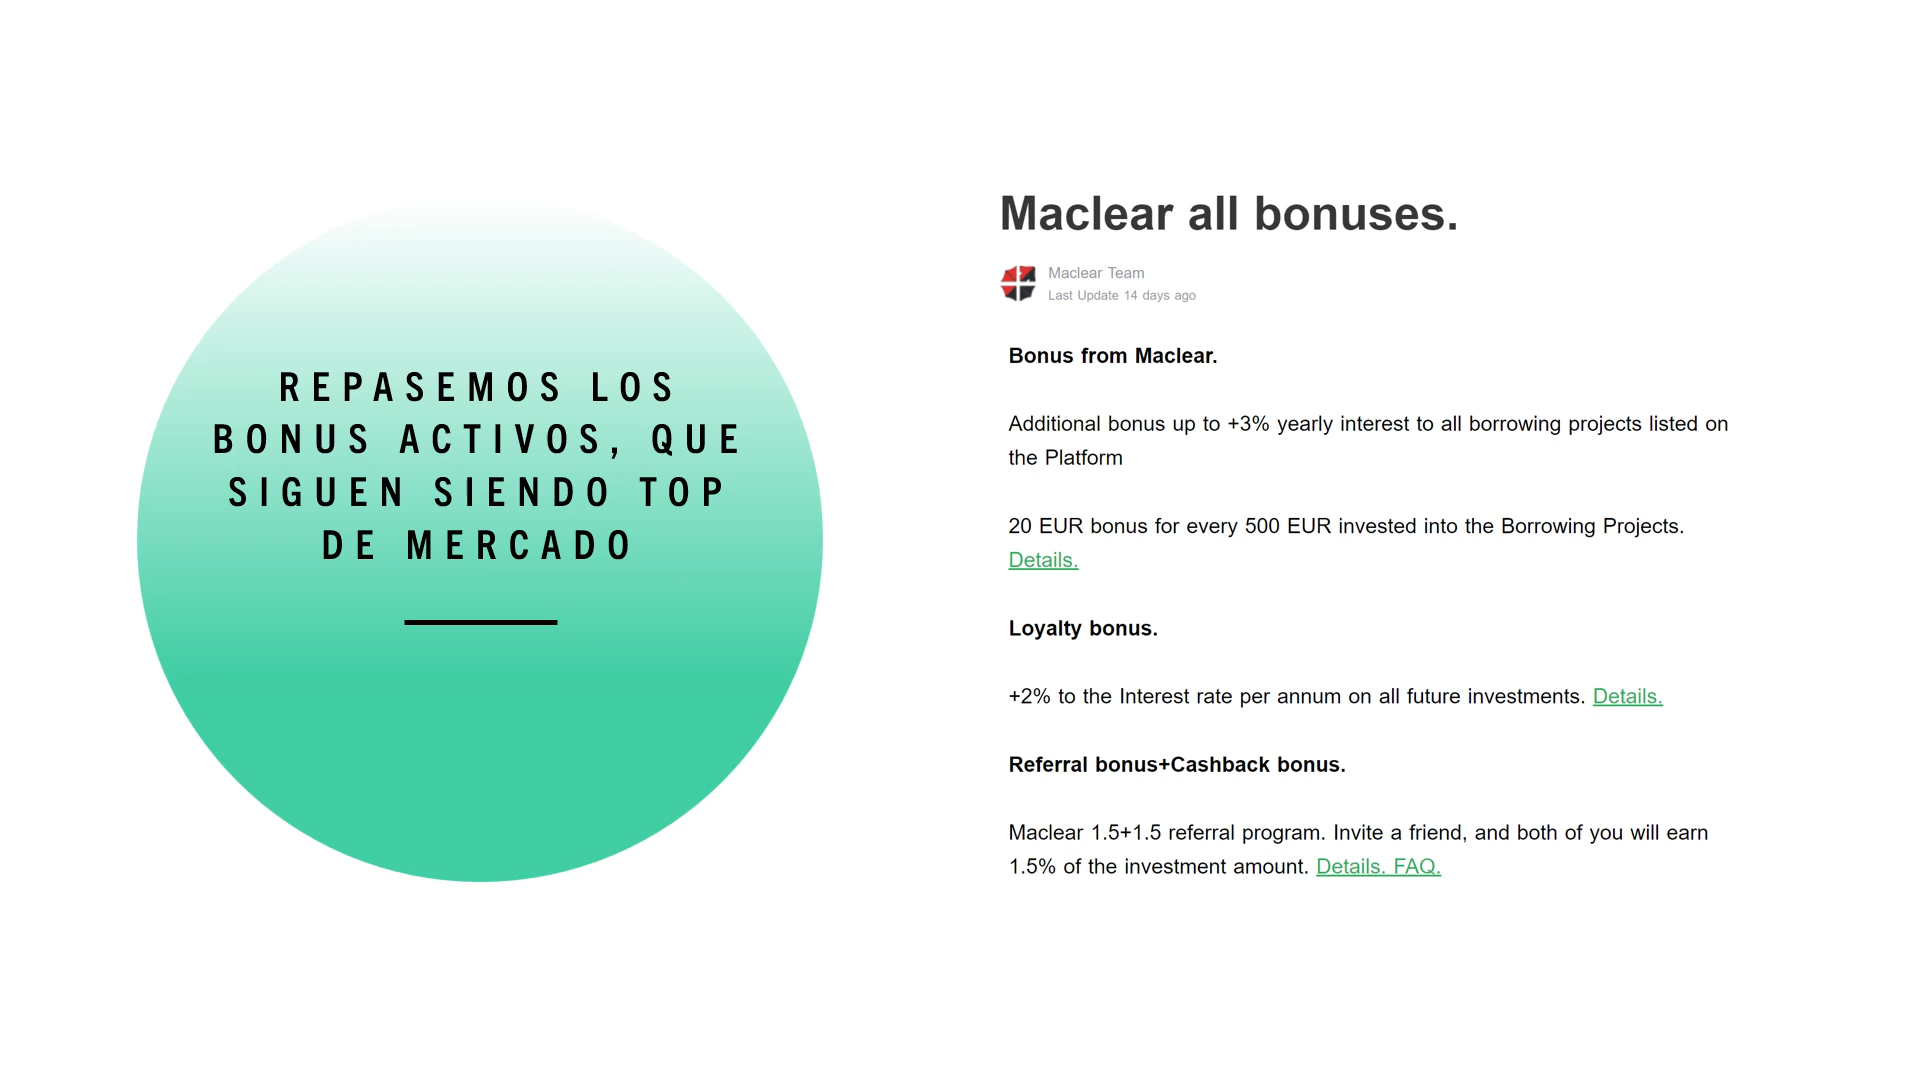 REPASEMOS LOS
BONUS ACTIVOS, QUE
SIGUEN SIENDO TOP
DE MERCADO
Maclear all bonuses.
Maclear Team
Last Update 14 days ago
Bonus from Maclear.
Additional bonus up to +3% yearly interest to all borrowing projects listed on
the Platform
20 EUR bonus for every 500 EUR invested into the Borrowing Projects.
Details.
Loyalty bonus.
+2% to the Interest rate per annum on all future investments. Details.
Referral bonus+Cashback bonus.
Maclear 1.5+1.5 referral program. Invite a friend, and both of you will earn
1.5% of the investment amount. Details. FAQ.